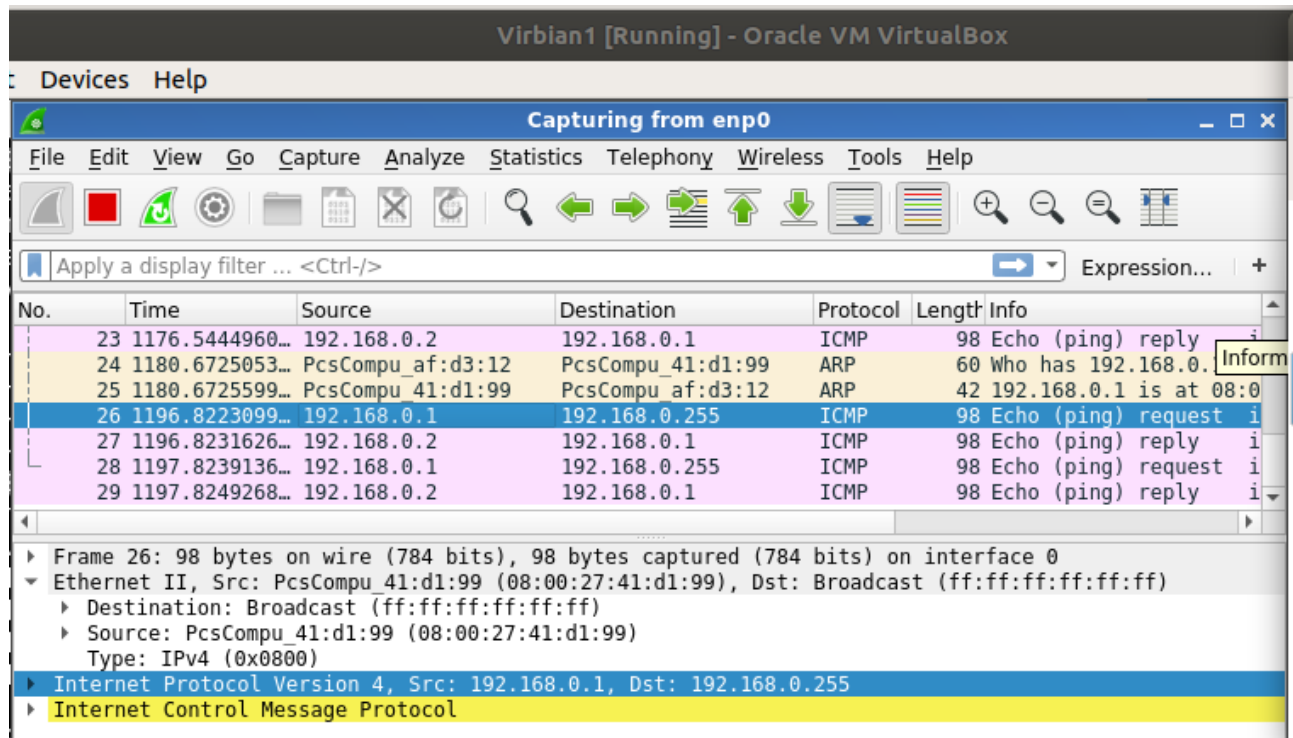 Virbian1 [Running] - Oracle VM VirtualBox
Devices Help
Capturing from enp0
File Edit View Go Capture Analyze Statistics Telephony Wireless Tools Help
Apply a display filter ... <Ctrl-/> Expression... +
No. Time Source Destination Protocol Length Info
23 1176.5444960… 192.168.0.2 192.168.0.1 ICMP 98 Echo (ping) reply i
24 1180.6725053… PcsCompu_af:d3:12 PcsCompu_41:d1:99 ARP 60 Who has 192.168.0. Inform
25 1180.6725599… PcsCompu_41:d1:99 PcsCompu_af:d3:12 ARP 42 192.168.0.1 is at 08:0
26 1196.8223099… 192.168.0.1 192.168.0.255 ICMP 98 Echo (ping) request i
27 1196.8231626… 192.168.0.2 192.168.0.1 ICMP 98 Echo (ping) reply i
28 1197.8239136… 192.168.0.1 192.168.0.255 ICMP 98 Echo (ping) request i
29 1197.8249268… 192.168.0.2 192.168.0.1 ICMP 98 Echo (ping) reply i
Frame 26: 98 bytes on wire (784 bits), 98 bytes captured (784 bits) on interface 0
Ethernet II, Src: PcsCompu_41:d1:99 (08:00:27:41:d1:99), Dst: Broadcast (ff:ff:ff:ff:ff:ff)
Destination: Broadcast (ff:ff:ff:ff:ff:ff)
Source: PcsCompu_41:d1:99 (08:00:27:41:d1:99)
Type: IPv4 (0x0800)
Internet Protocol Version 4, Src: 192.168.0.1, Dst: 192.168.0.255
Internet Control Message Protocol